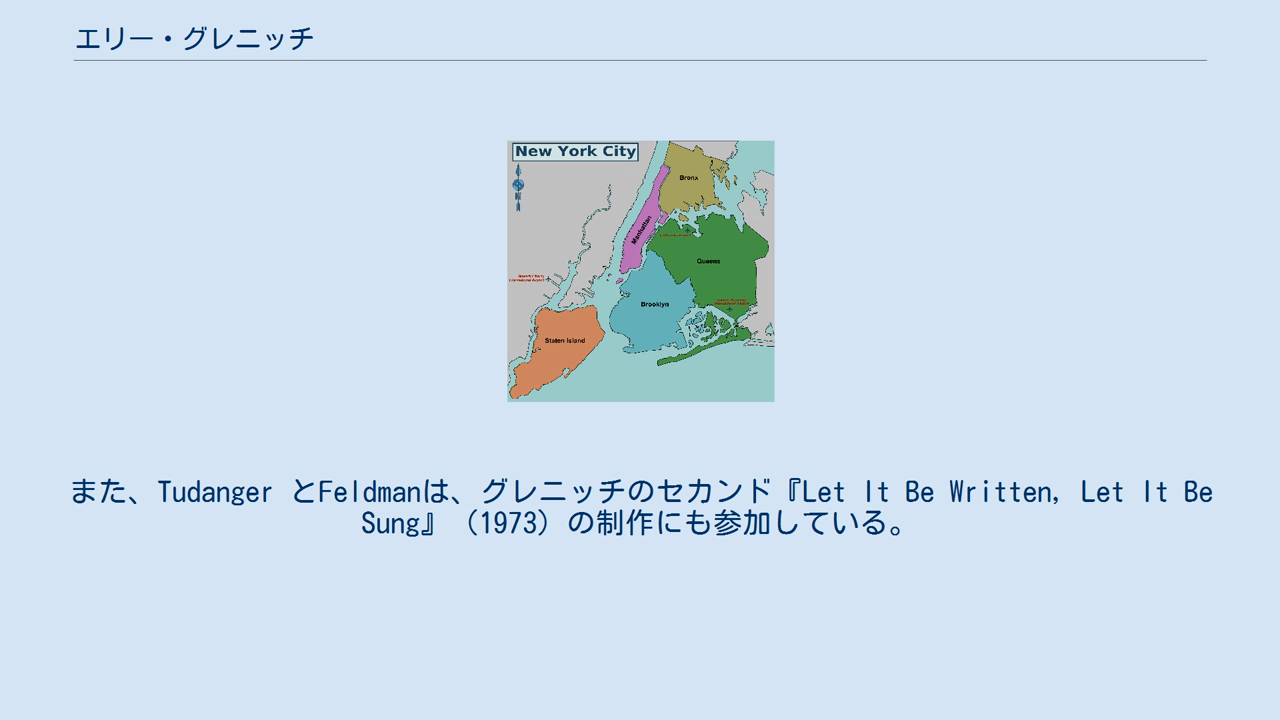 エリー・グレニッチ
New York City
Bronx
Manhattan
Queens
Brooklyn
Staten Island
また、Tudanger とFeldmanは、グレニッチのセカンド『Let It Be Written, Let It Be
Sung』（1973）の制作にも参加している。